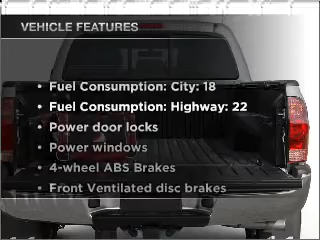 VEHICLE FEATURES
• Fuel Consumption: City: 18
• Fuel Consumption: Highway: 22
• Power door locks
• Power windows
• 4-wheel ABS Brakes
• Front Ventilated disc brakes